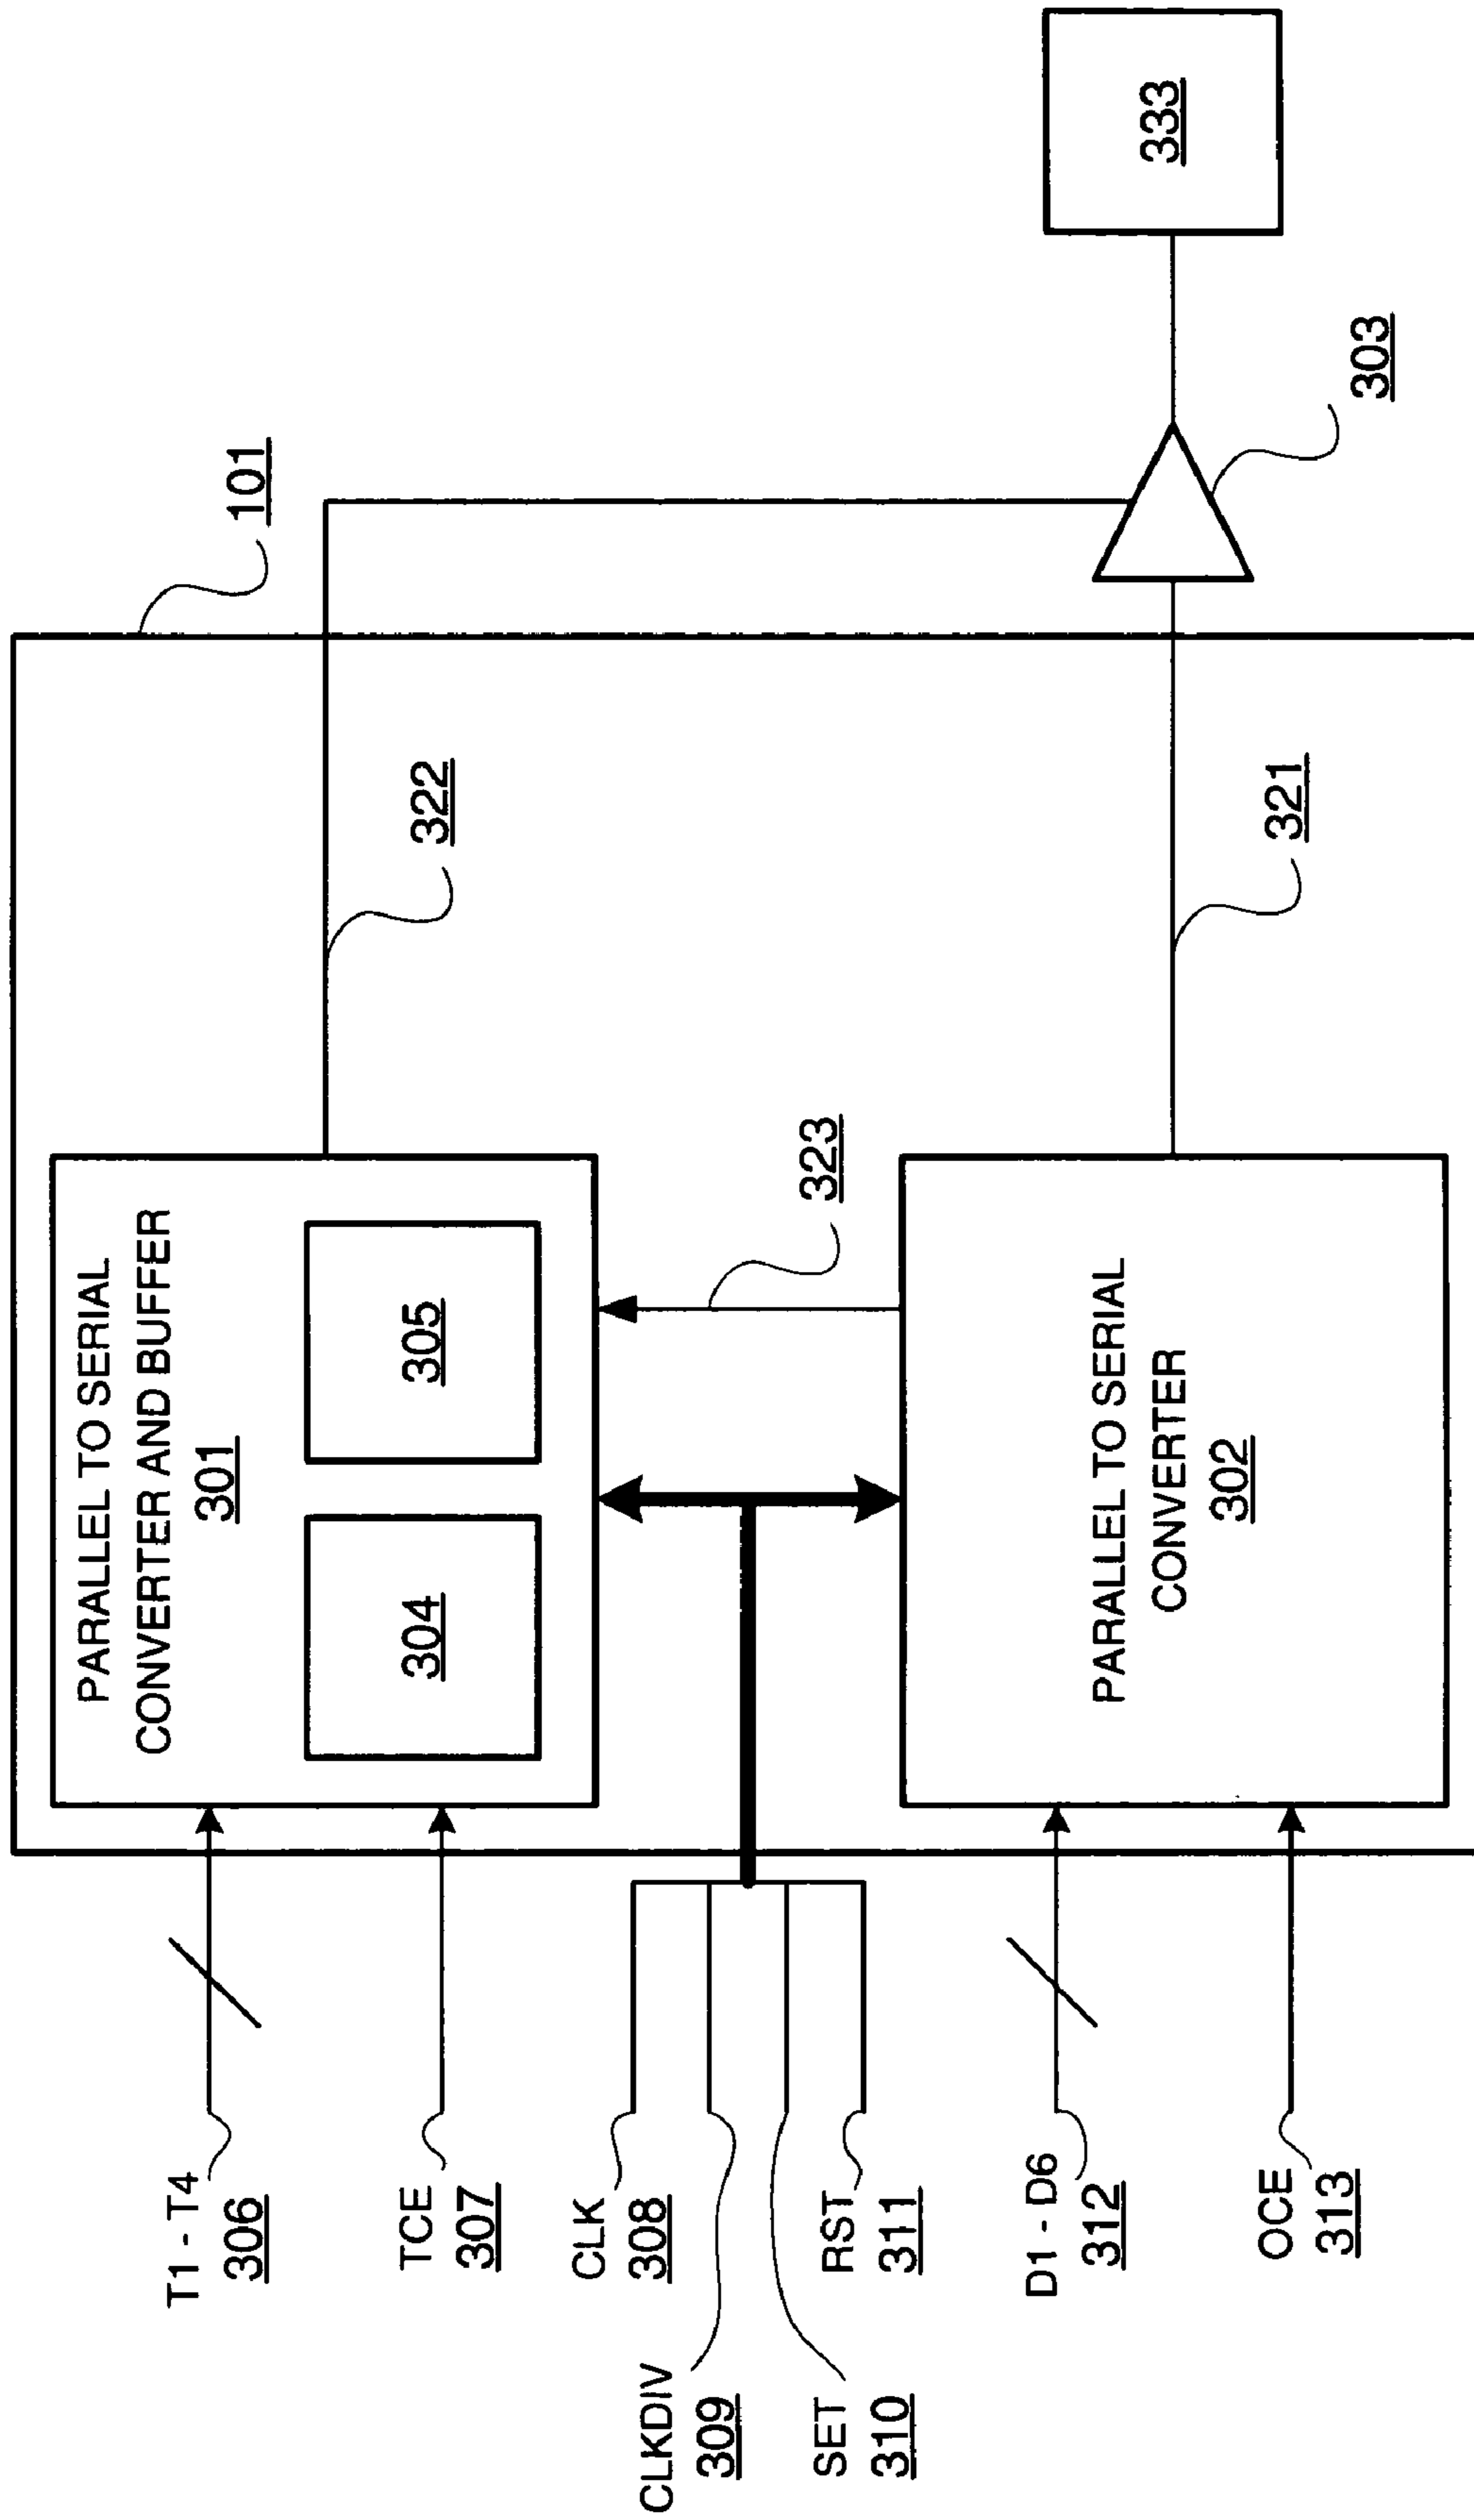 101
T1 - T4
306
PARALLEL TO SERIAL
CONVERTER AND BUFFER
301
304
305
322
TCE
307
CLK
308
CLKDIV
309
323
SET
310
RST
311
D1 - D6
312
PARALLEL TO SERIAL
CONVERTER
302
321
OCE
313
303
333